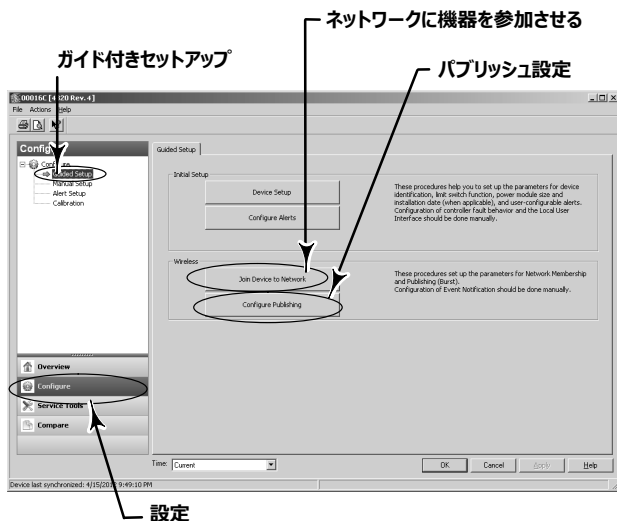 ネットワークに機器を参加させる
ガイド付きセットアップ
パブリッシュ設定
00016C [4320 Rev. 4]
File Actions Help
Configure
Guided Setup
Configure
Guided Setup
Manual Setup
Alert Setup
Calibration
Initial Setup
Device Setup
Configure Alerts
These procedures help you to set up the parameters for device
identification, limit switch function, power module size and
installation date (when applicable), and user-configurable alerts.
Configuration of controller fault behavior and the Local User
Interface should be done manually.
Wireless
Join Device to Network
Configure Publishing
These procedures set up the parameters for Network Membership
and Publishing (Burst).
Configuration of Event Notification should be done manually.
Overview
Configure
Service Tools
Compare
Time: Current
OK Cancel Apply Help
Device last synchronized: 4/15/2012 9:49:10 PM
設定